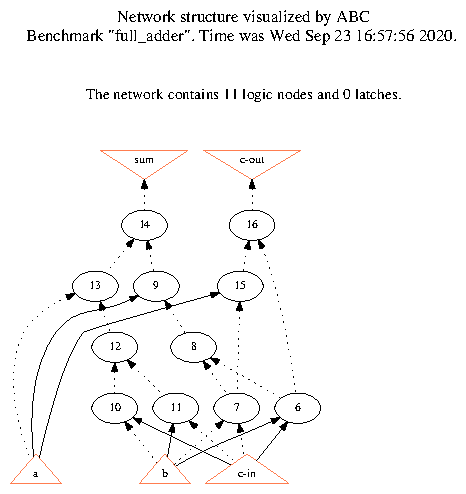 Network structure visualized by ABC
Benchmark "full_adder". Time was Wed Sep 23 16:57:56 2020.
The network contains 11 logic nodes and 0 latches.
sum c-out
14 16
13 9 15
12 8
10 11 7 6
a b c-in